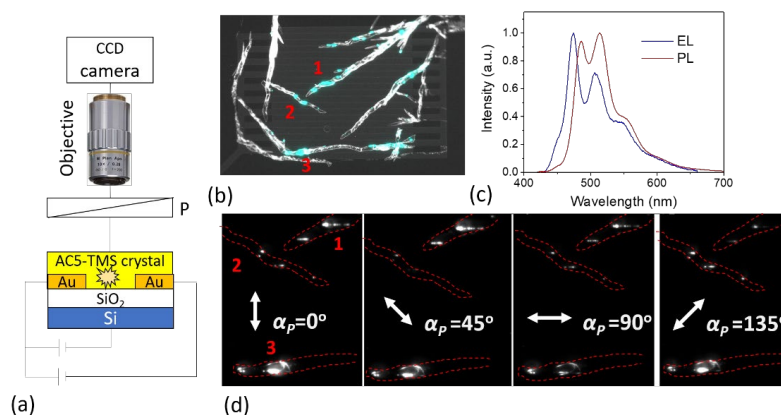 (a)
CCD
camera
Objective
P
AC5-TMS crystal
Au
Au
SiO2
Si
(b)
1
2
3
(c)
Intensity (a.u.)
1.0
0.8
0.6
0.4
0.2
0.0
400
500
600
700
Wavelength (nm)
EL
PL
(d)
1
2
3
αP=0°
αP=45°
αP=90°
αP=135°